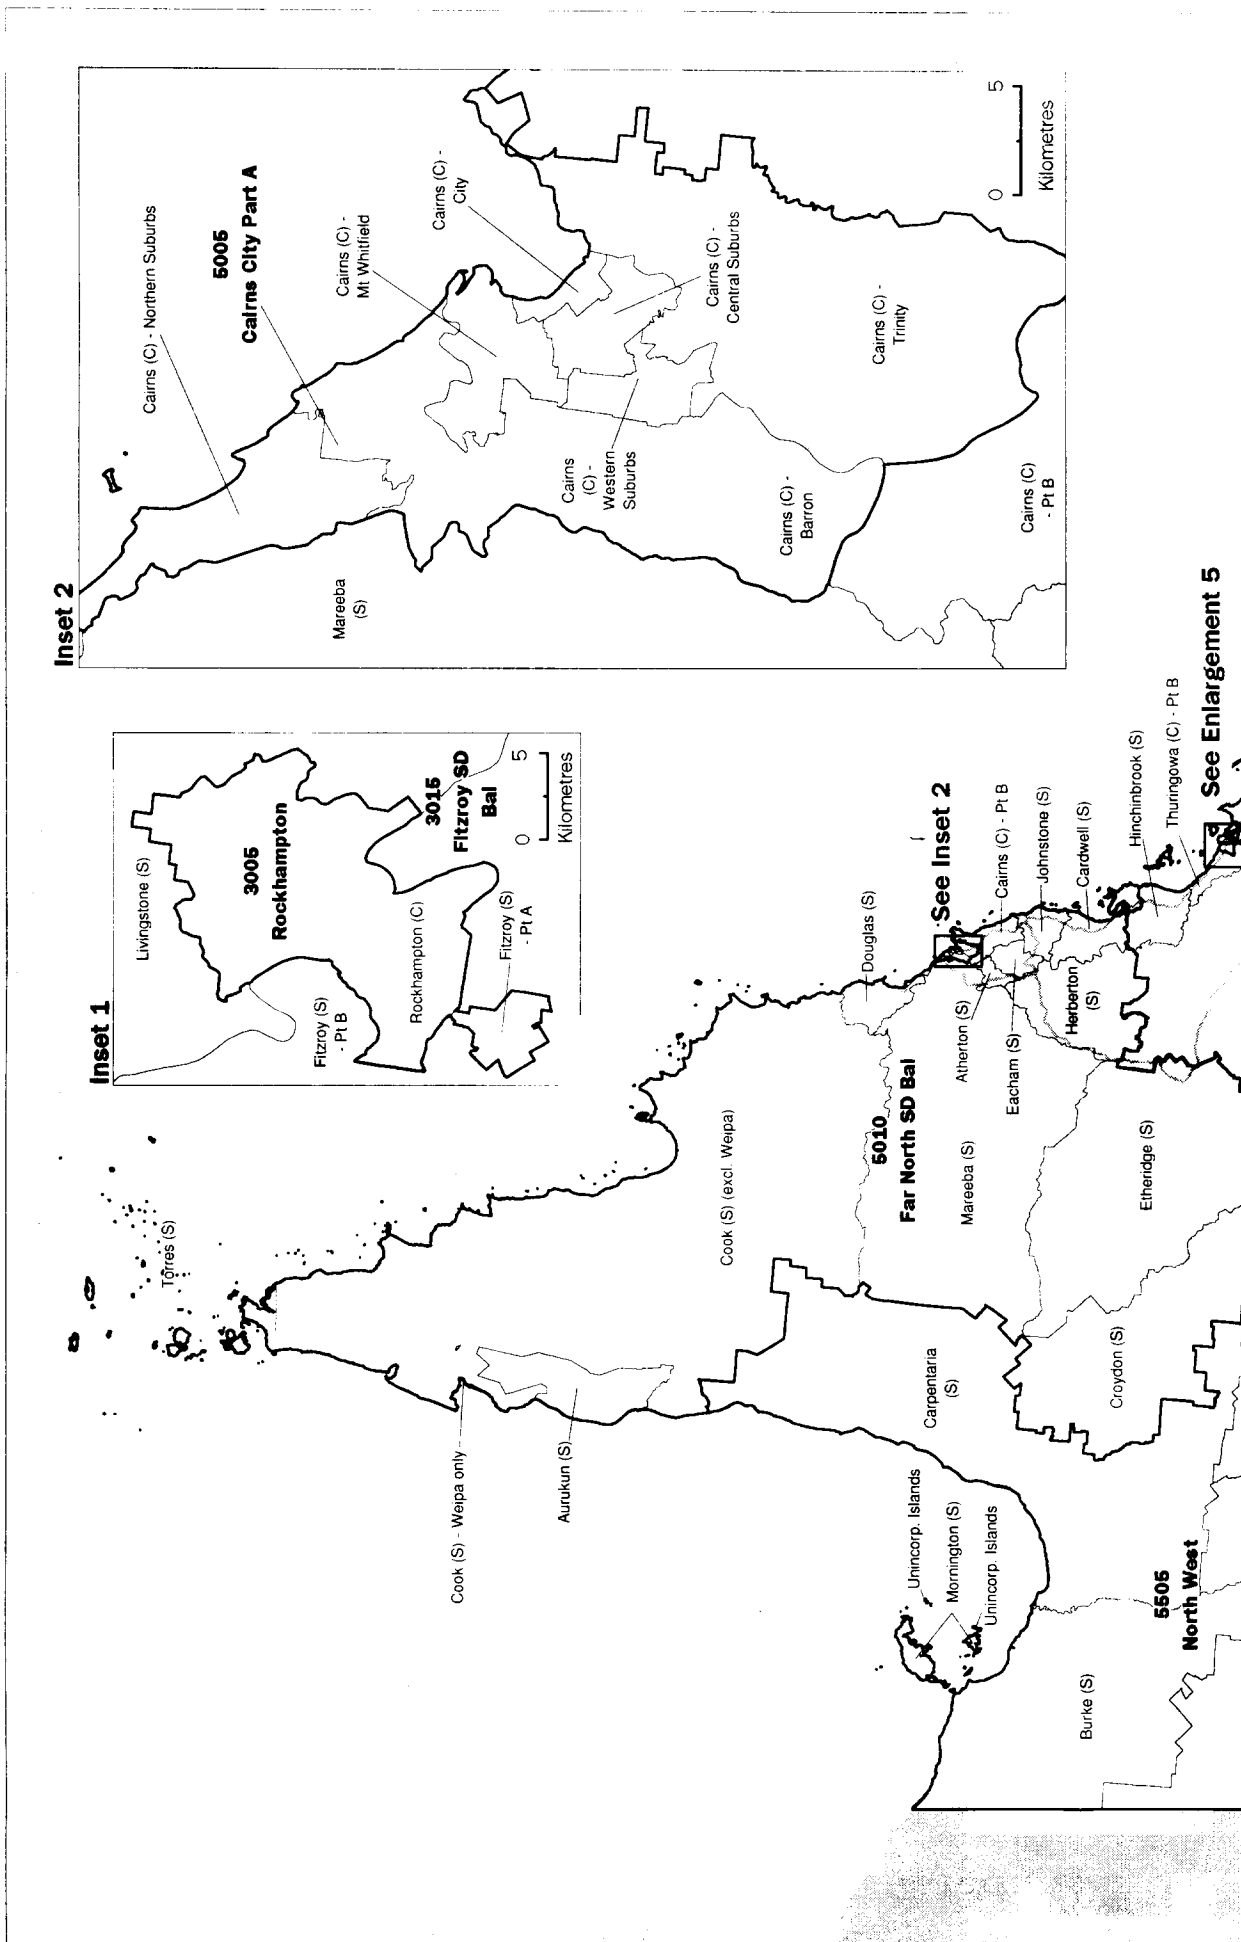 Inset 1
Livingstone (S)
3005
Rockhampton
Fitzroy (S)
- Pt B
Rockhampton (C)
3015
Fitzroy SD
Bal
Fitzroy (S)
- Pt A
0 5
Kilometres
Inset 2
Cairns (C) - Northern Suburbs
5005
Cairns City Part A
Mareeba
(S)
Cairns (C) -
Mt Whitfield
Cairns (C) -
City
Cairns
(C) -
Western
Suburbs
Cairns (C) -
Central Suburbs
Cairns (C) -
Barron
Cairns (C) -
Trinity
Cairns (C)
- Pt B
0 5
Kilometres
Torres (S)
Cook (S) - Weipa only
Aurukun (S)
Cook (S) (excl. Weipa)
Douglas (S)
5010
Far North SD Bal
See Inset 2
Mareeba (S)
Atherton (S)
Cairns (C) - Pt B
Eacham (S)
Johnstone (S)
Herberton
(S)
Cardwell (S)
Carpentaria
(S)
Unincorp. Islands
Mornington (S)
Unincorp. Islands
Croydon (S)
Etheridge (S)
Hinchinbrook (S)
Thuringowa (C) - Pt B
See Enlargement 5
Burke (S)
5505
North West